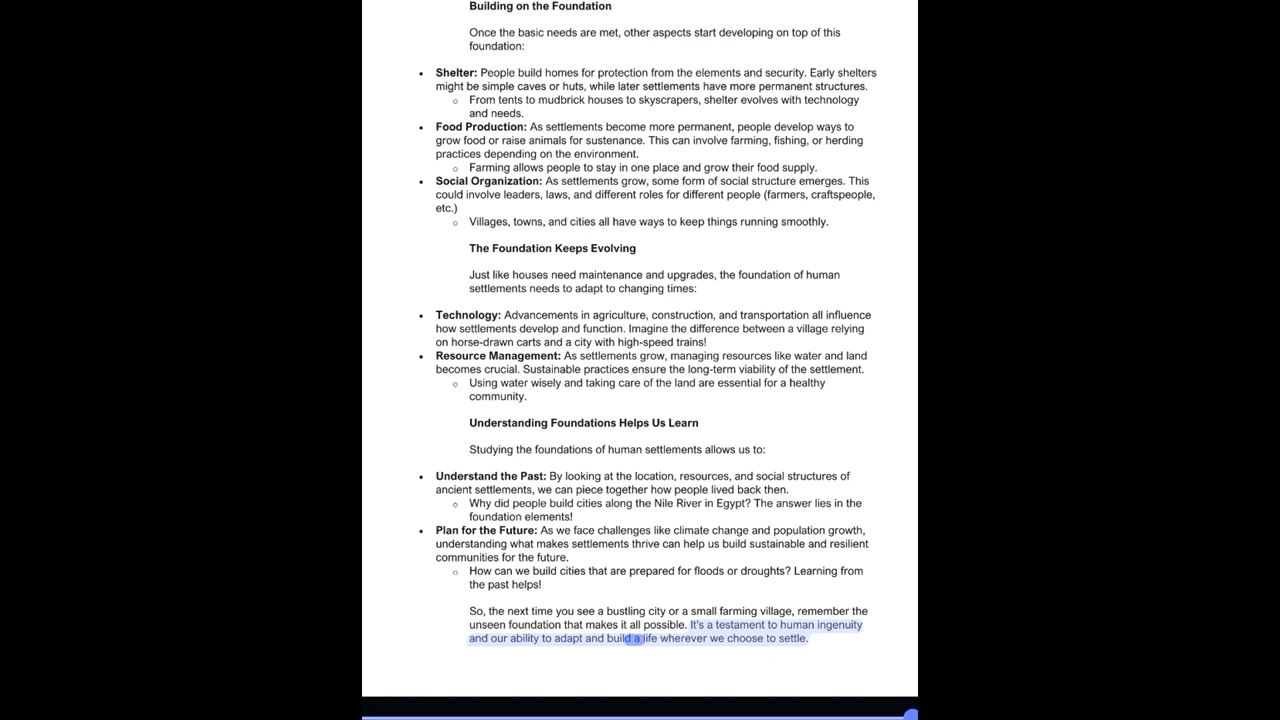 Building on the Foundation
Once the basic needs are met, other aspects start developing on top of this
foundation:
• Shelter: People build homes for protection from the elements and security. Early shelters
might be simple caves or huts, while later settlements have more permanent structures.
o From tents to mudbrick houses to skyscrapers, shelter evolves with technology
and needs.
• Food Production: As settlements become more permanent, people develop ways to
grow food or raise animals for sustenance. This can involve farming, fishing, or herding
practices depending on the environment.
o Farming allows people to stay in one place and grow their food supply.
• Social Organization: As settlements grow, some form of social structure emerges. This
could involve leaders, laws, and different roles for different people (farmers, craftspeople,
etc.)
o Villages, towns, and cities all have ways to keep things running smoothly.
The Foundation Keeps Evolving
Just like houses need maintenance and upgrades, the foundation of human
settlements needs to adapt to changing times:
• Technology: Advancements in agriculture, construction, and transportation all influence
how settlements develop and function. Imagine the difference between a village relying
on horse-drawn carts and a city with high-speed trains!
• Resource Management: As settlements grow, managing resources like water and land
becomes crucial. Sustainable practices ensure the long-term viability of the settlement.
o Using water wisely and taking care of the land are essential for a healthy
community.
Understanding Foundations Helps Us Learn
Studying the foundations of human settlements allows us to:
• Understand the Past: By looking at the location, resources, and social structures of
ancient settlements, we can piece together how people lived back then.
o Why did people build cities along the Nile River in Egypt? The answer lies in the
foundation elements!
• Plan for the Future: As we face challenges like climate change and population growth,
understanding what makes settlements thrive can help us build sustainable and resilient
communities for the future.
o How can we build cities that are prepared for floods or droughts? Learning from
the past helps!
So, the next time you see a bustling city or a small farming village, remember the
unseen foundation that makes it all possible. It's a testament to human ingenuity
and our ability to adapt and build a life wherever we choose to settle.